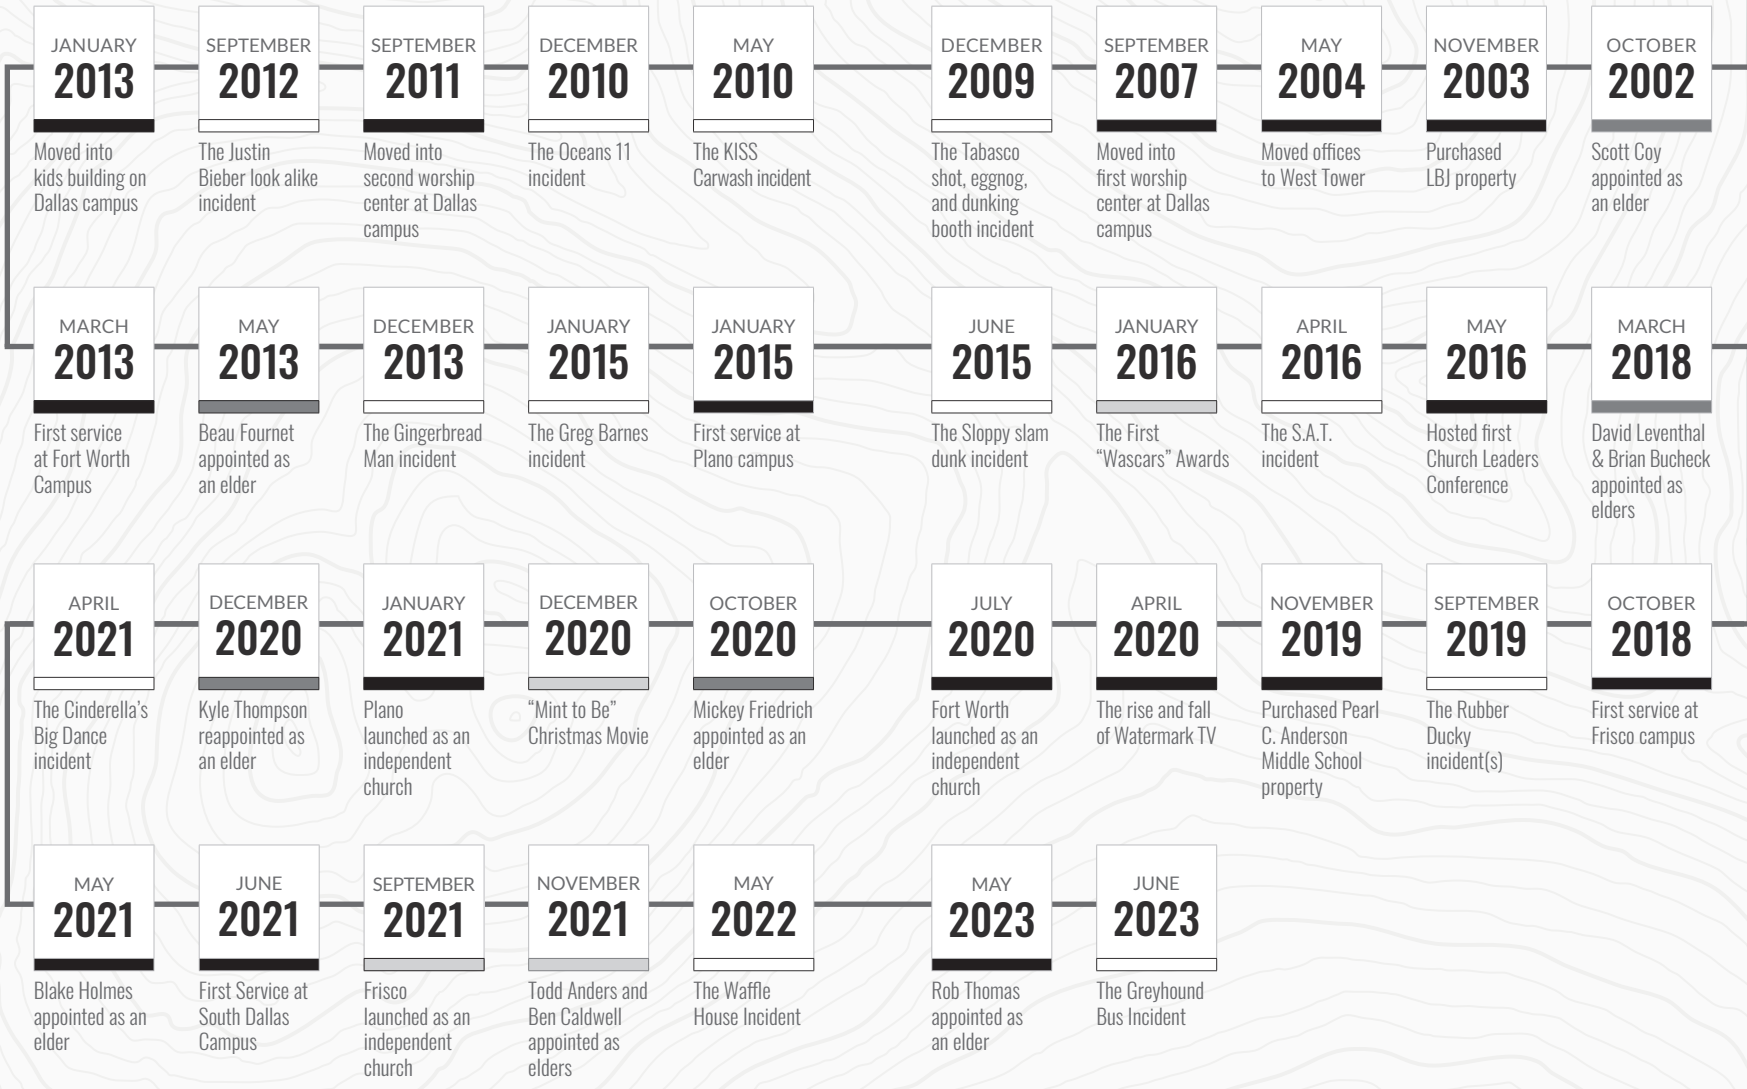 JANUARY
2013
Moved into
kids building on
Dallas campus
SEPTEMBER
2012
The Justin
Bieber look alike
incident
SEPTEMBER
2011
Moved into
second worship
center at Dallas
campus
DECEMBER
2010
The Oceans 11
incident
MAY
2010
The KISS
Carwash incident
DECEMBER
2009
The Tabasco
shot, eggnog,
and dunking
booth incident
SEPTEMBER
2007
Moved into
first worship
center at Dallas
campus
MAY
2004
Moved offices
to West Tower
NOVEMBER
2003
Purchased
LBJ property
OCTOBER
2002
Scott Coy
appointed as
an elder
MARCH
2013
First service
at Fort Worth
Campus
MAY
2013
Beau Fournet
appointed as
an elder
DECEMBER
2013
The Gingerbread
Man incident
JANUARY
2015
The Greg Barnes
incident
JANUARY
2015
First service at
Plano campus
JUNE
2015
The Sloppy slam
dunk incident
JANUARY
2016
The First
“Wascars” Awards
APRIL
2016
The S.A.T.
incident
MAY
2016
Hosted first
Church Leaders
Conference
MARCH
2018
David Leventhal
& Brian Bucheck
appointed as
elders
APRIL
2021
The Cinderella’s
Big Dance
incident
DECEMBER
2020
Kyle Thompson
reappointed as
an elder
JANUARY
2021
Plano
launched as an
independent
church
DECEMBER
2020
“Mint to Be”
Christmas Movie
OCTOBER
2020
Mickey Friedrich
appointed as an
elder
JULY
2020
Fort Worth
launched as an
independent
church
APRIL
2020
The rise and fall
of Watermark TV
NOVEMBER
2019
Purchased Pearl
C. Anderson
Middle School
property
SEPTEMBER
2019
The Rubber
Ducky
incident(s)
OCTOBER
2018
First service at
Frisco campus
MAY
2021
Blake Holmes
appointed as an
elder
JUNE
2021
First Service at
South Dallas
Campus
SEPTEMBER
2021
Frisco
launched as an
independent
church
NOVEMBER
2021
Todd Anders and
Ben Caldwell
appointed as
elders
MAY
2022
The Waffle
House Incident
MAY
2023
Rob Thomas
appointed as
an elder
JUNE
2023
The Greyhound
Bus Incident